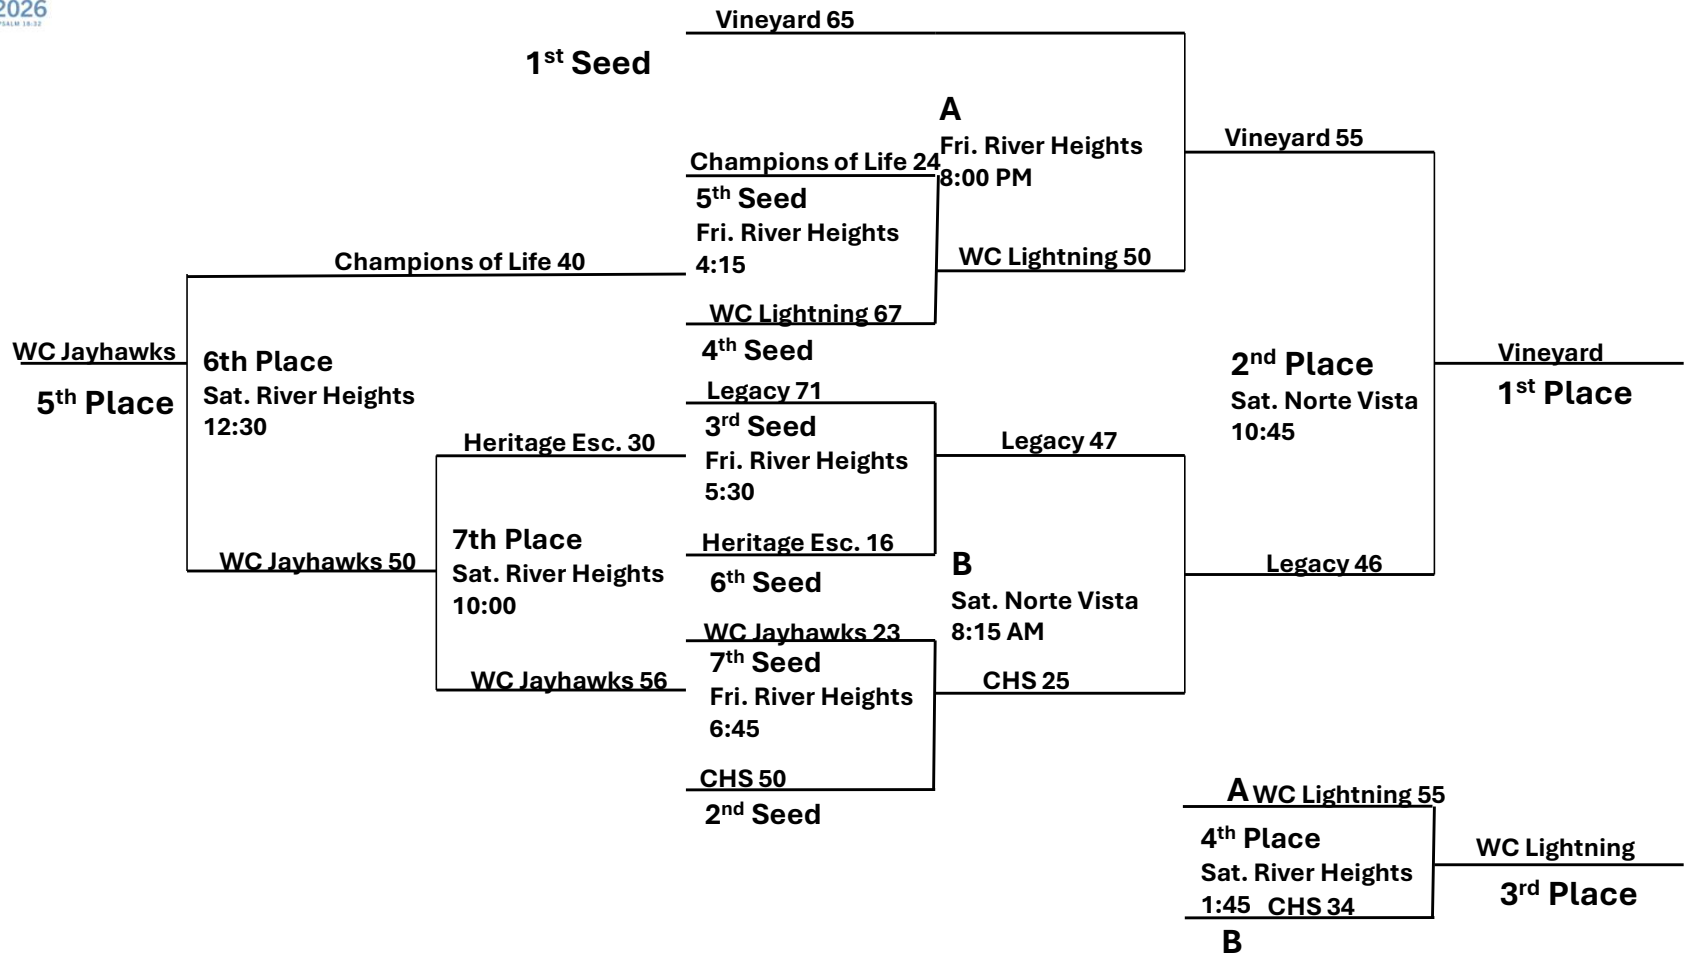 2026
PSALM 18:32
Vineyard 65
1st Seed
A
Fri. River Heights
8:00 PM
Vineyard 55
Champions of Life 24
5th Seed
Fri. River Heights
4:15
WC Lightning 50
Champions of Life 40
WC Lightning 67
4th Seed
WC Jayhawks
5th Place
6th Place
Sat. River Heights
12:30
Legacy 71
3rd Seed
Fri. River Heights
5:30
Legacy 47
2nd Place
Sat. Norte Vista
10:45
Vineyard
1st Place
Heritage Esc. 30
Heritage Esc. 16
6th Seed
WC Jayhawks 50
7th Place
Sat. River Heights
10:00
B
Sat. Norte Vista
8:15 AM
Legacy 46
WC Jayhawks 23
7th Seed
Fri. River Heights
6:45
WC Jayhawks 56
CHS 25
CHS 50
2nd Seed
A WC Lightning 55
4th Place
Sat. River Heights
1:45 CHS 34
B
WC Lightning
3rd Place